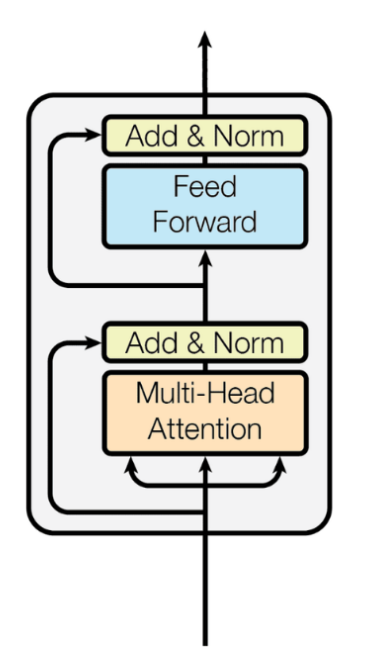 Add & Norm
Feed
Forward
Add & Norm
Multi-Head
Attention